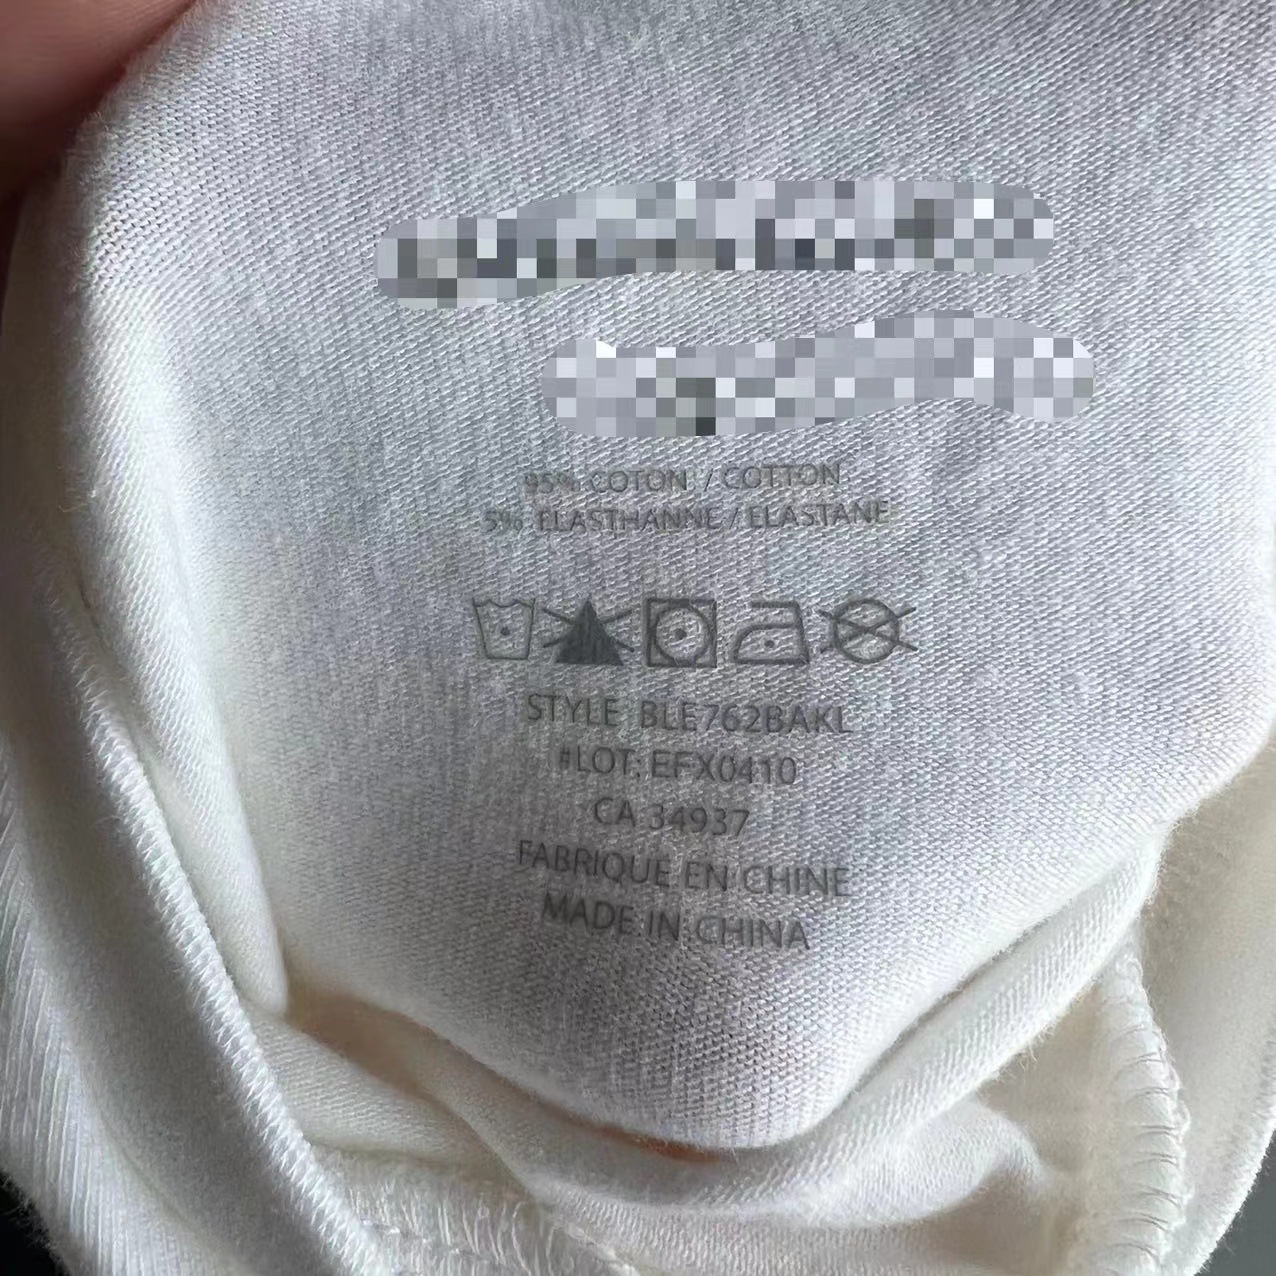 95% COTON / COTTON
5% ELASTHANNE / ELASTANE
STYLE BLE762BAKL
#LOT: EFX0410
CA 34937
FABRIQUE EN CHINE
MADE IN CHINA